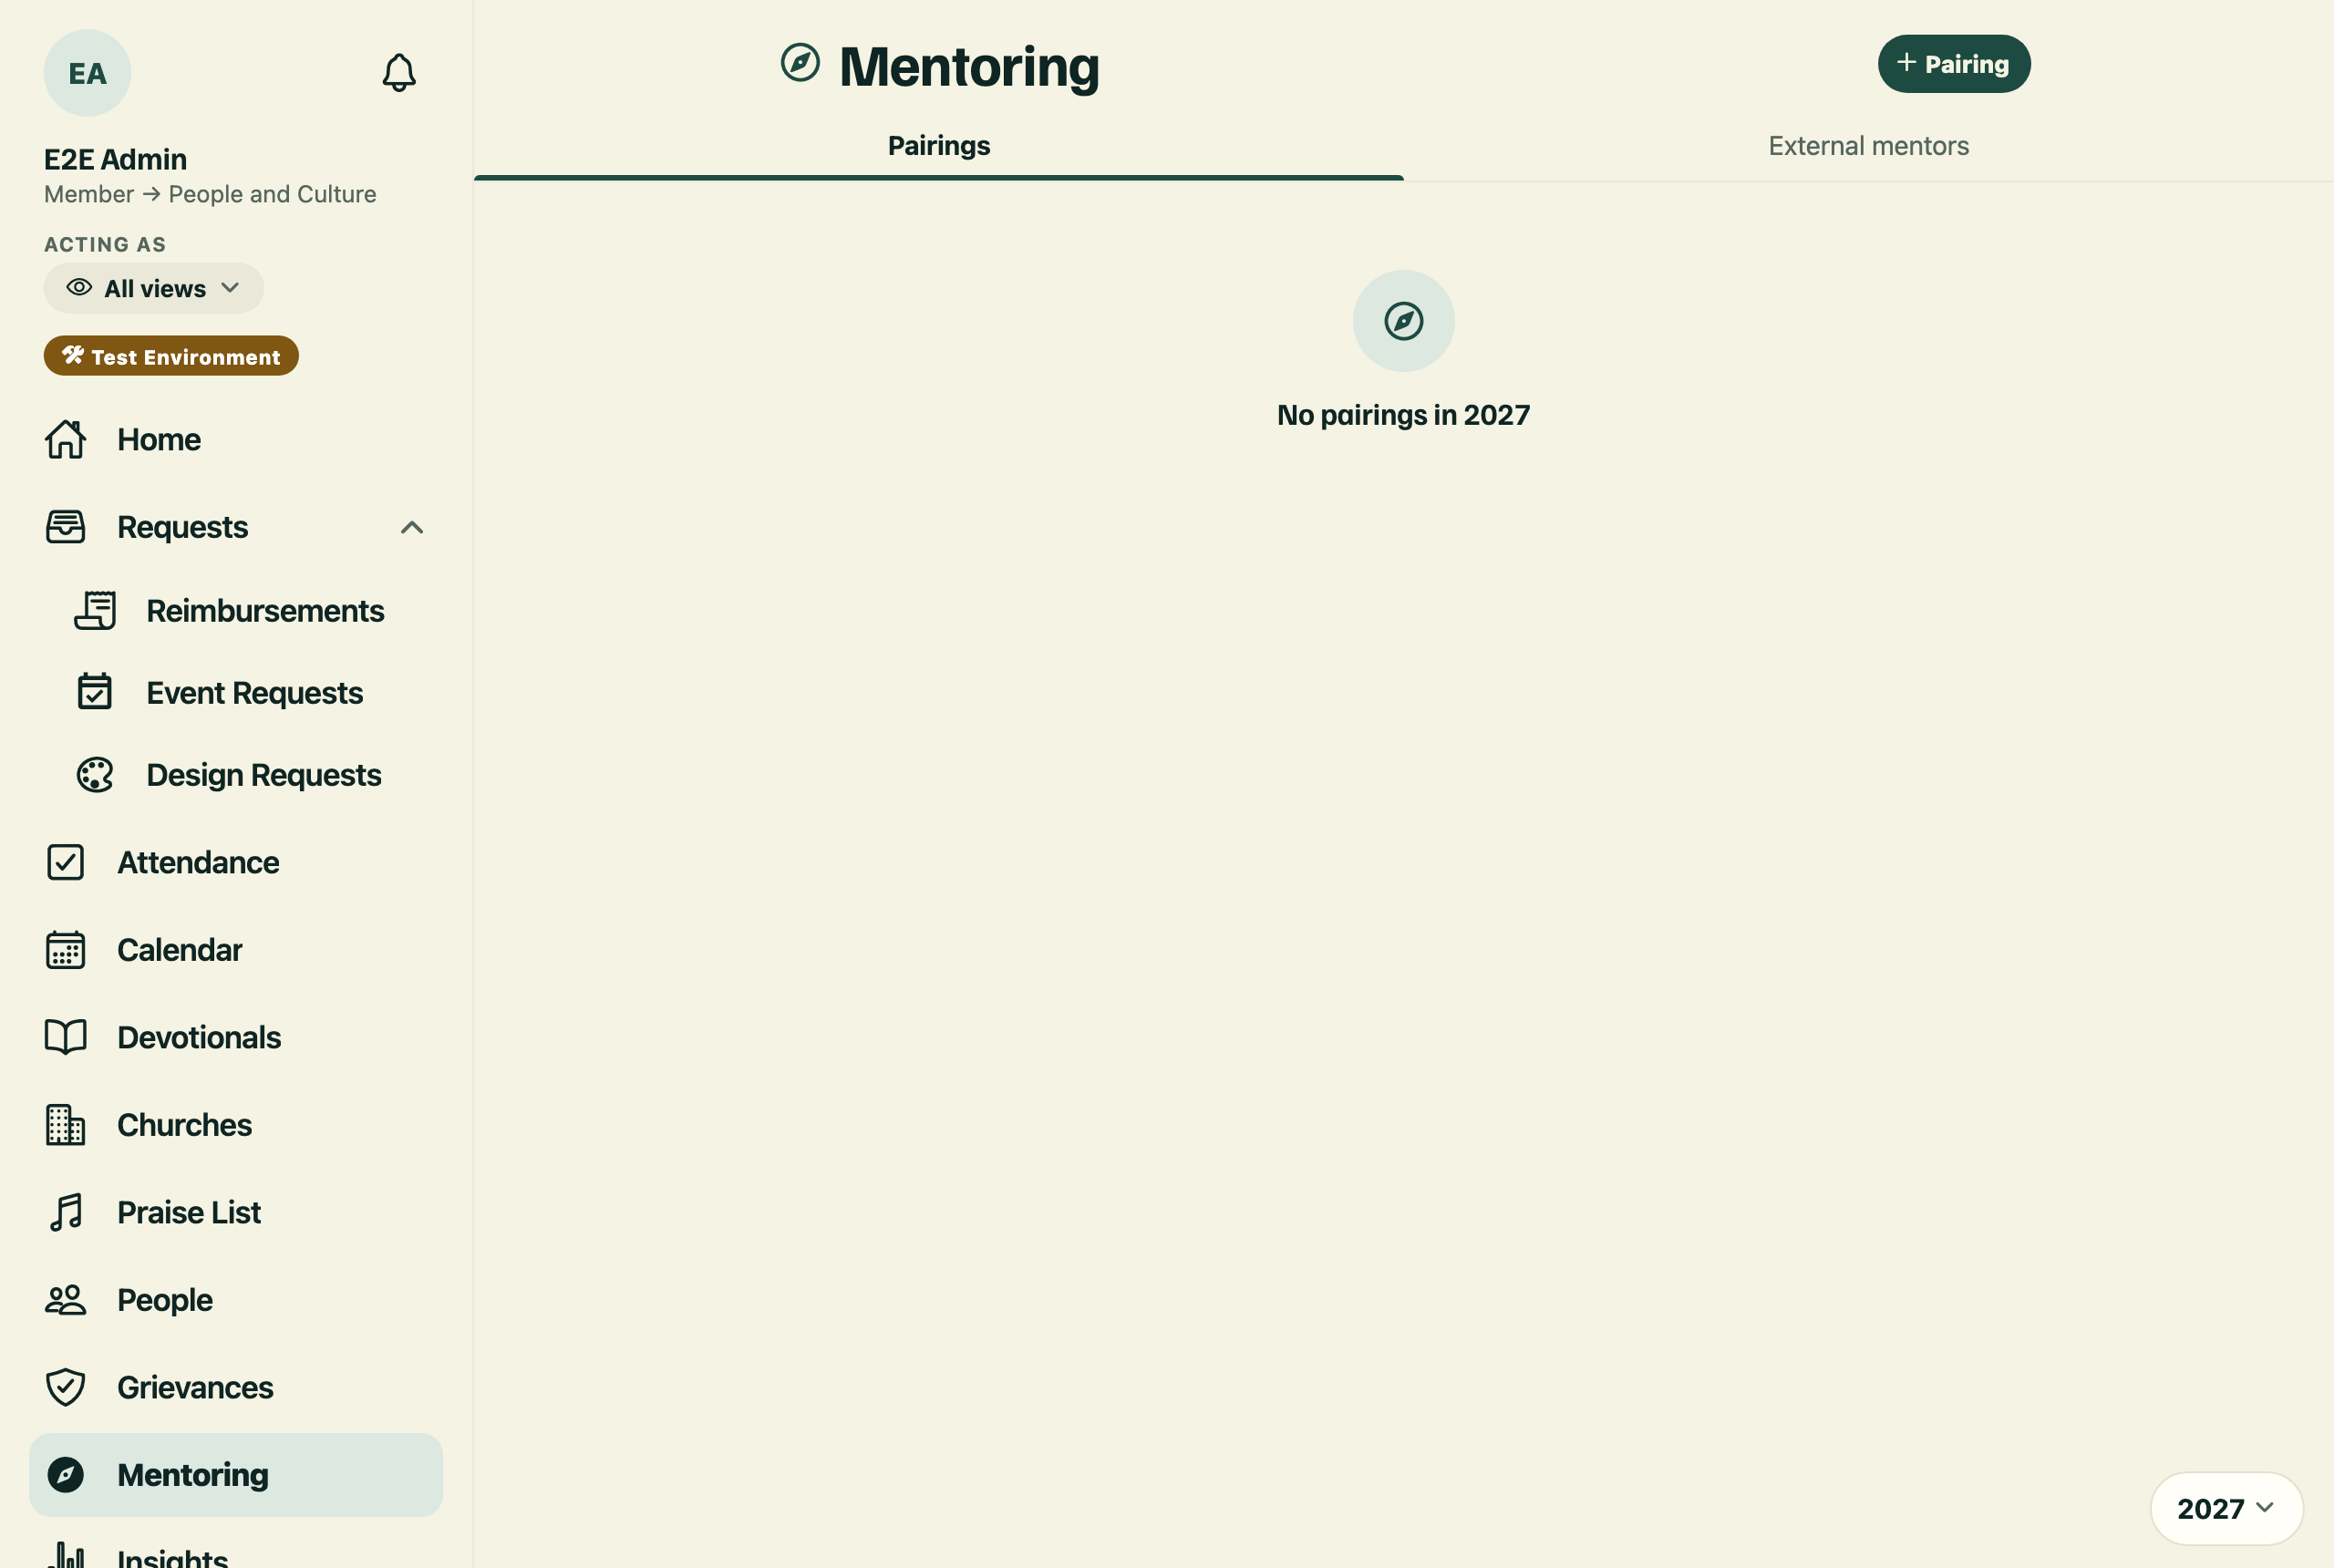 EA
E2E Admin
Member → People and Culture
ACTING AS
All views
Test Environment
Home
Requests
Reimbursements
Event Requests
Design Requests
Attendance
Calendar
Devotionals
Churches
Praise List
People
Grievances
Mentoring
Insights
Mentoring
+ Pairing
Pairings
External mentors
No pairings in 2027
2027